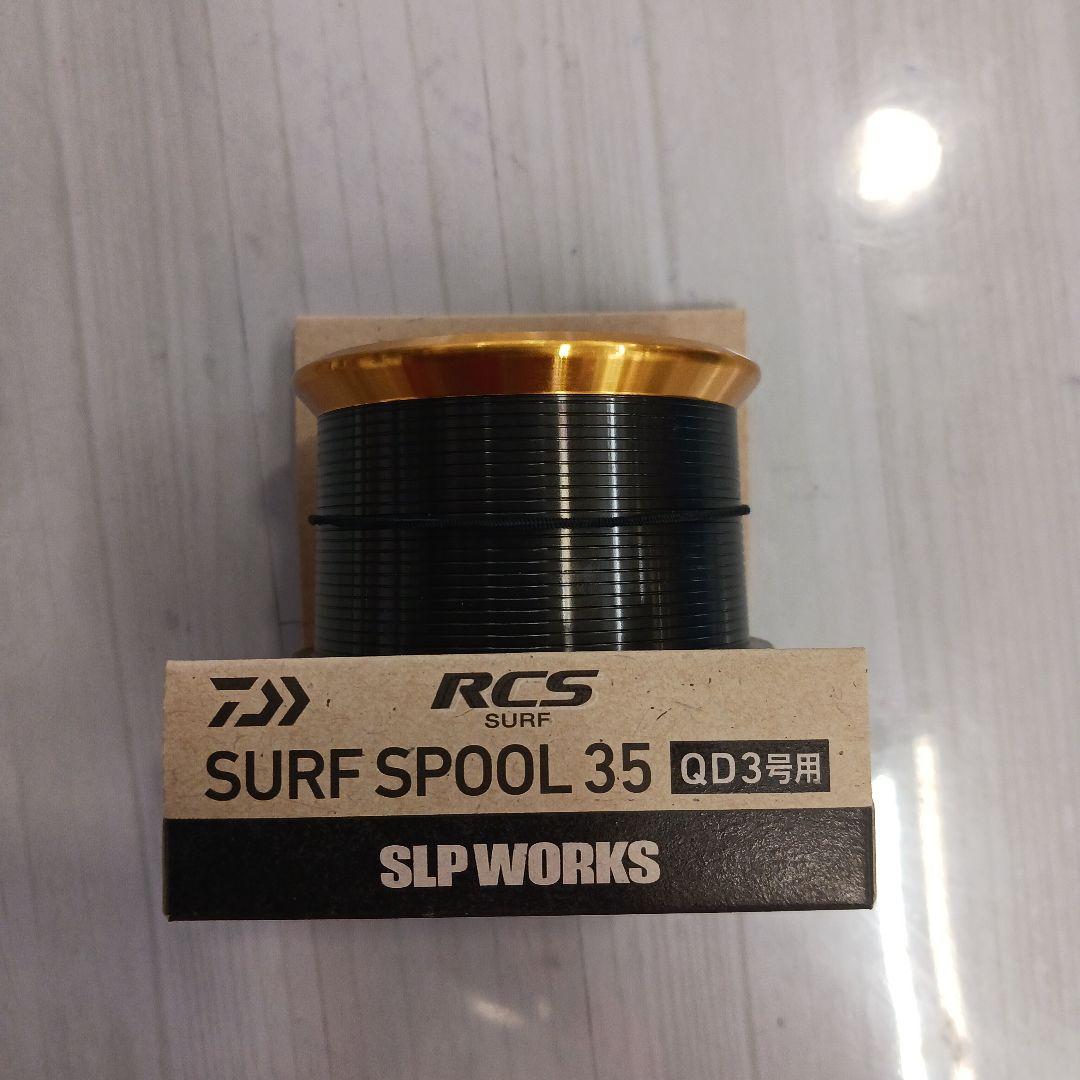 RCS
SURF
SURF SPOOL 35 QD3号用
SLP WORKS